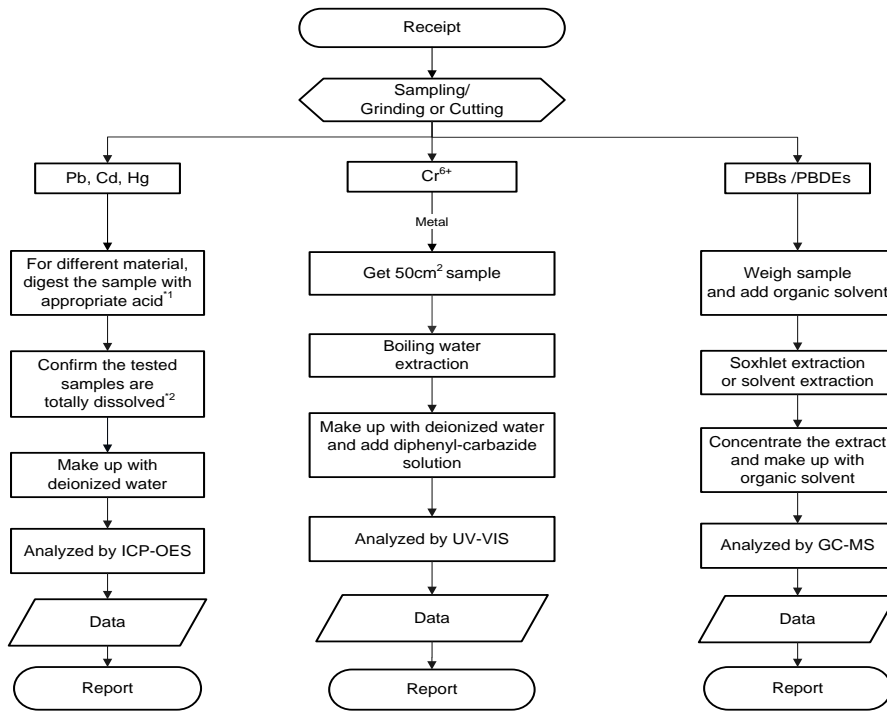 Receipt
Sampling/
Grinding or Cutting
Pb, Cd, Hg
For different material,
digest the sample with
appropriate acid*1
Confirm the tested
samples are
totally dissolved*2
Make up with
deionized water
Analyzed by ICP-OES
Data
Report
Cr6+
Metal
Get 50cm2 sample
Boiling water
extraction
Make up with deionized water
and add diphenyl-carbazide
solution
Analyzed by UV-VIS
Data
Report
PBBs /PBDEs
Weigh sample
and add organic solvent
Soxhlet extraction
or solvent extraction
Concentrate the extract
and make up with
organic solvent
Analyzed by GC-MS
Data
Report